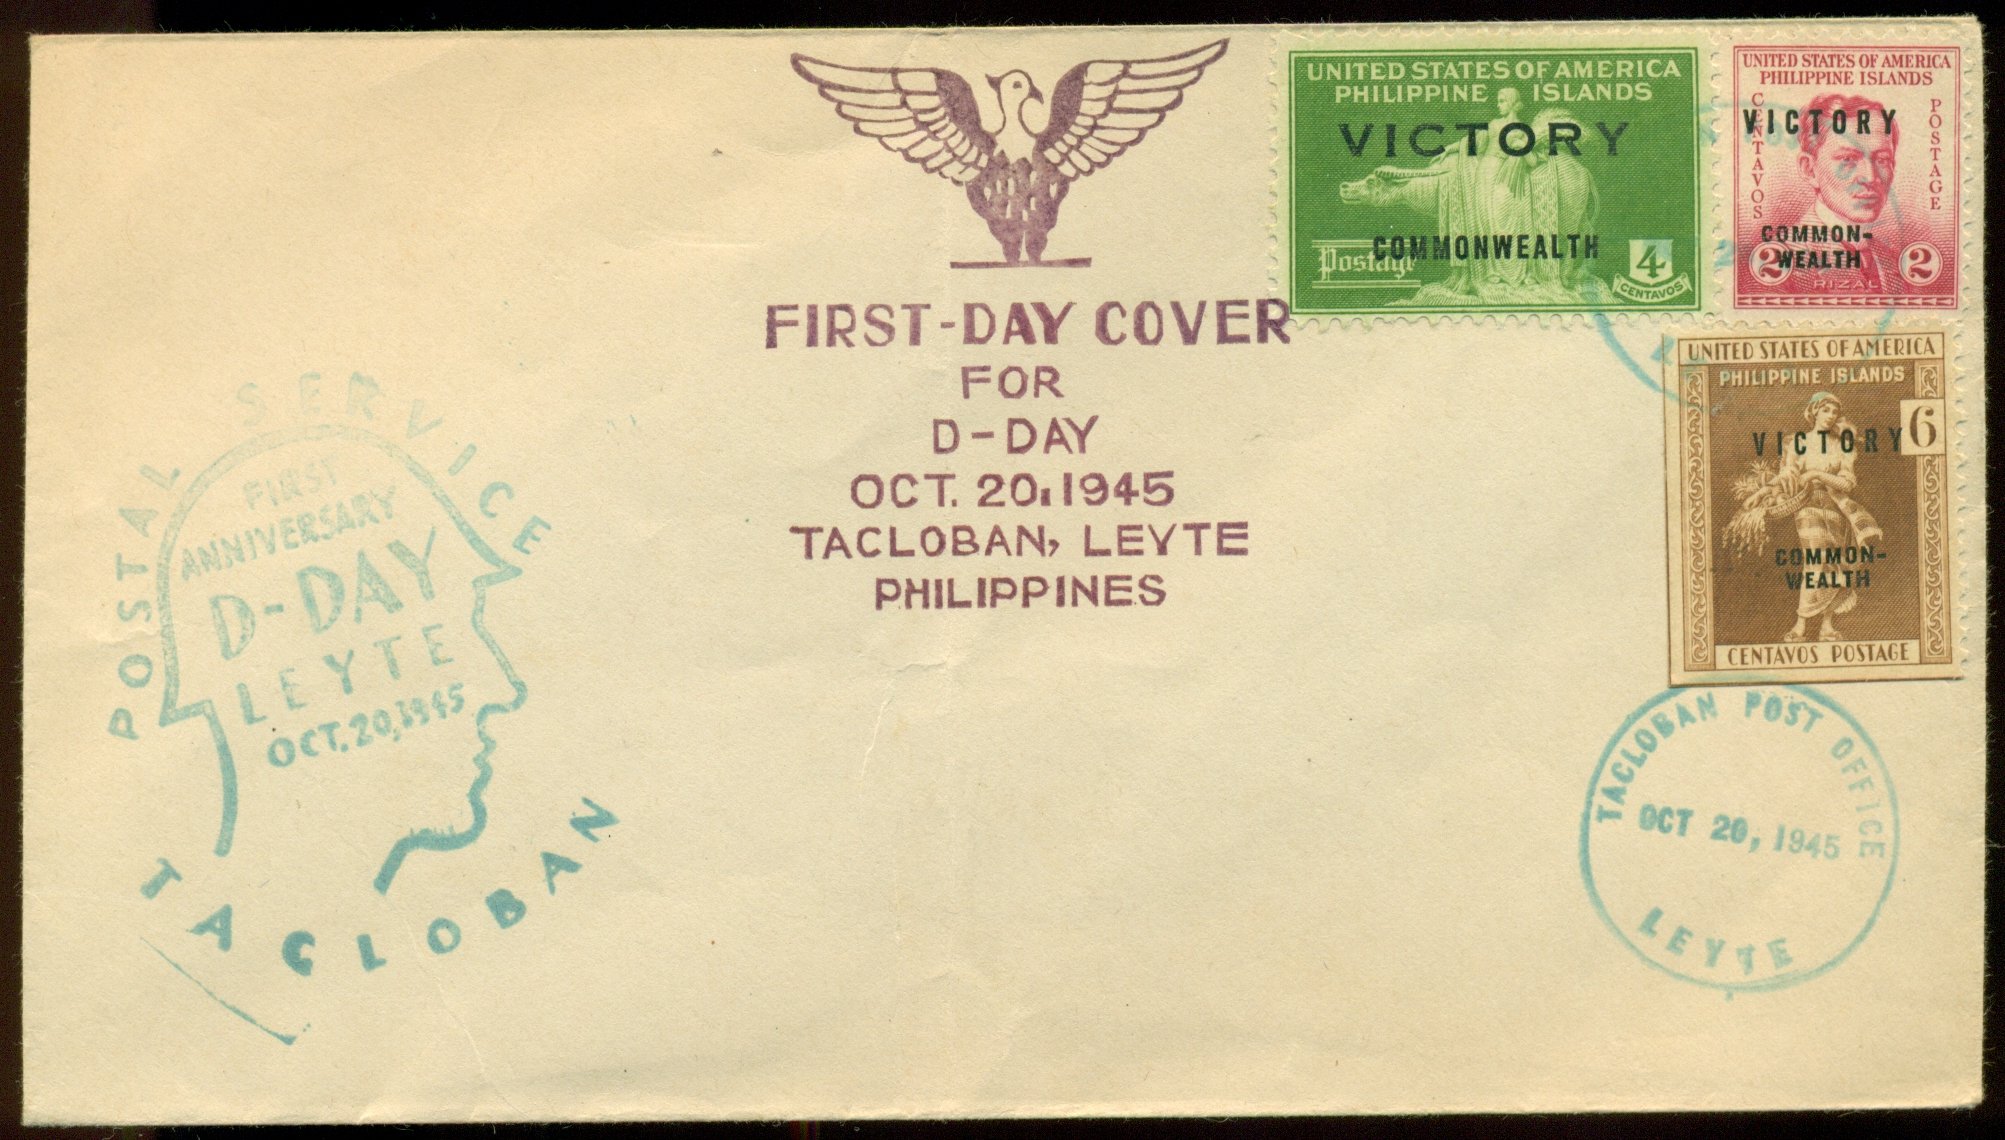 FIRST-DAY COVER
FOR
D-DAY
OCT. 20, 1945
TACLOBAN, LEYTE
PHILIPPINES
UNITED STATES OF AMERICA
PHILIPPINE ISLANDS
VICTORY
COMMONWEALTH
Postage
4
CENTAVOS
UNITED STATES OF AMERICA
PHILIPPINE ISLANDS
CENTAVOS
POSTAGE
VICTORY
COMMON-
WEALTH
2
2
RIZAL
UNITED STATES OF AMERICA
PHILIPPINE ISLANDS
6
VICTORY
COMMON-
WEALTH
CENTAVOS POSTAGE
POSTAL SERVICE
FIRST
ANNIVERSARY
D-DAY
LEYTE
OCT. 20, 1945
TACLOBAN
TACLOBAN POST OFFICE
OCT 20, 1945
LEYTE